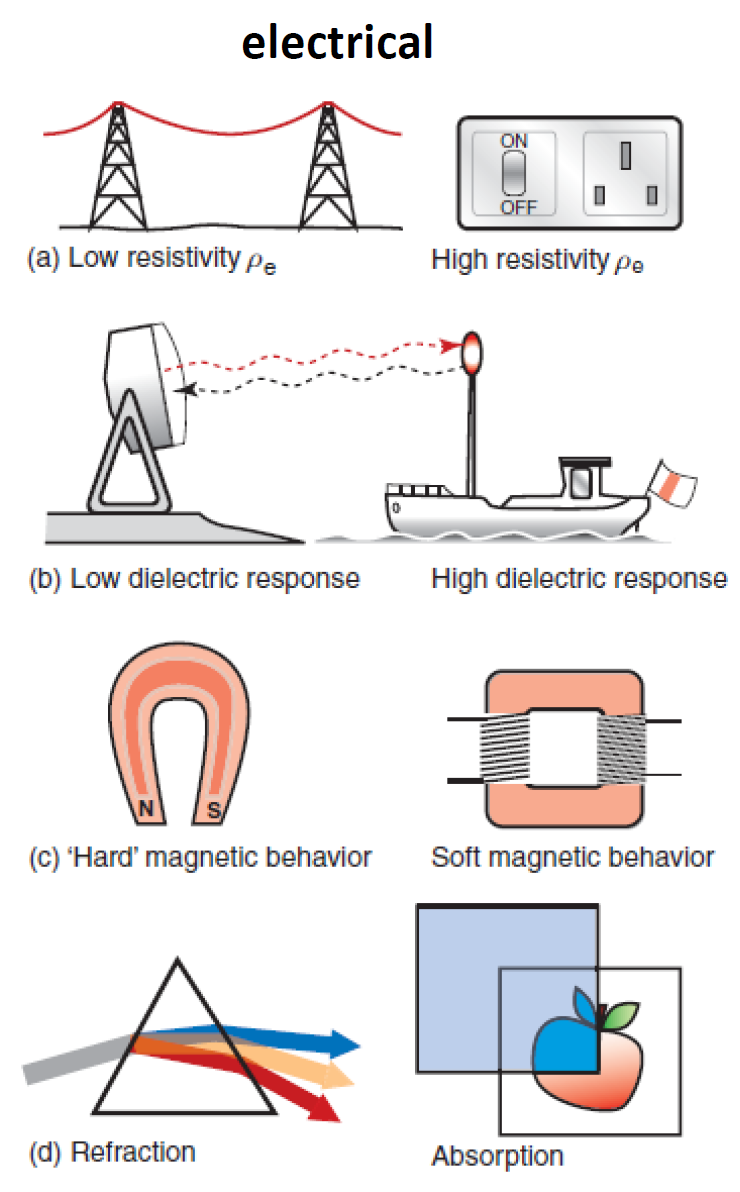 electrical
ON
OFF
(a) Low resistivity ρe
High resistivity ρe
(b) Low dielectric response
High dielectric response
N S
(c) ‘Hard’ magnetic behavior
Soft magnetic behavior
(d) Refraction
Absorption